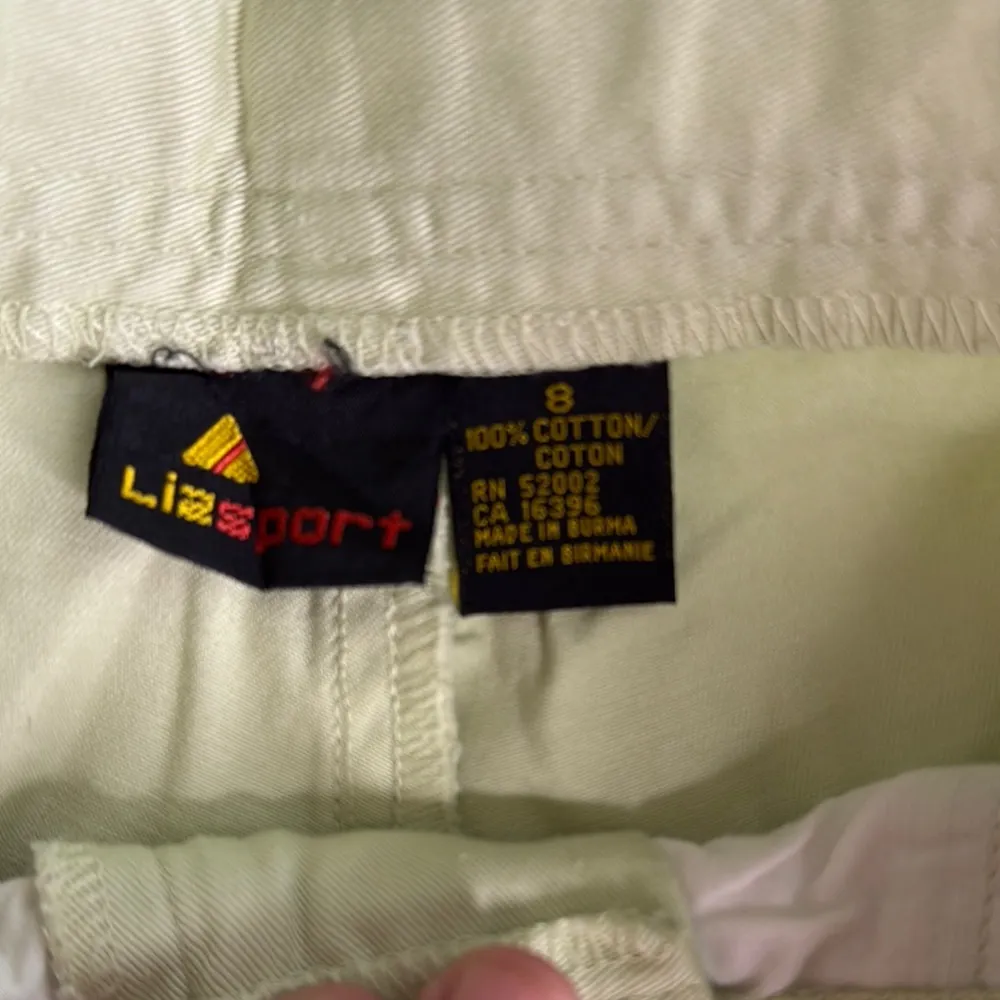 Lizsport
8
100% COTTON/
COTON
RN 52002
CA 16396
MADE IN BURMA
FAIT EN BIRMANIE